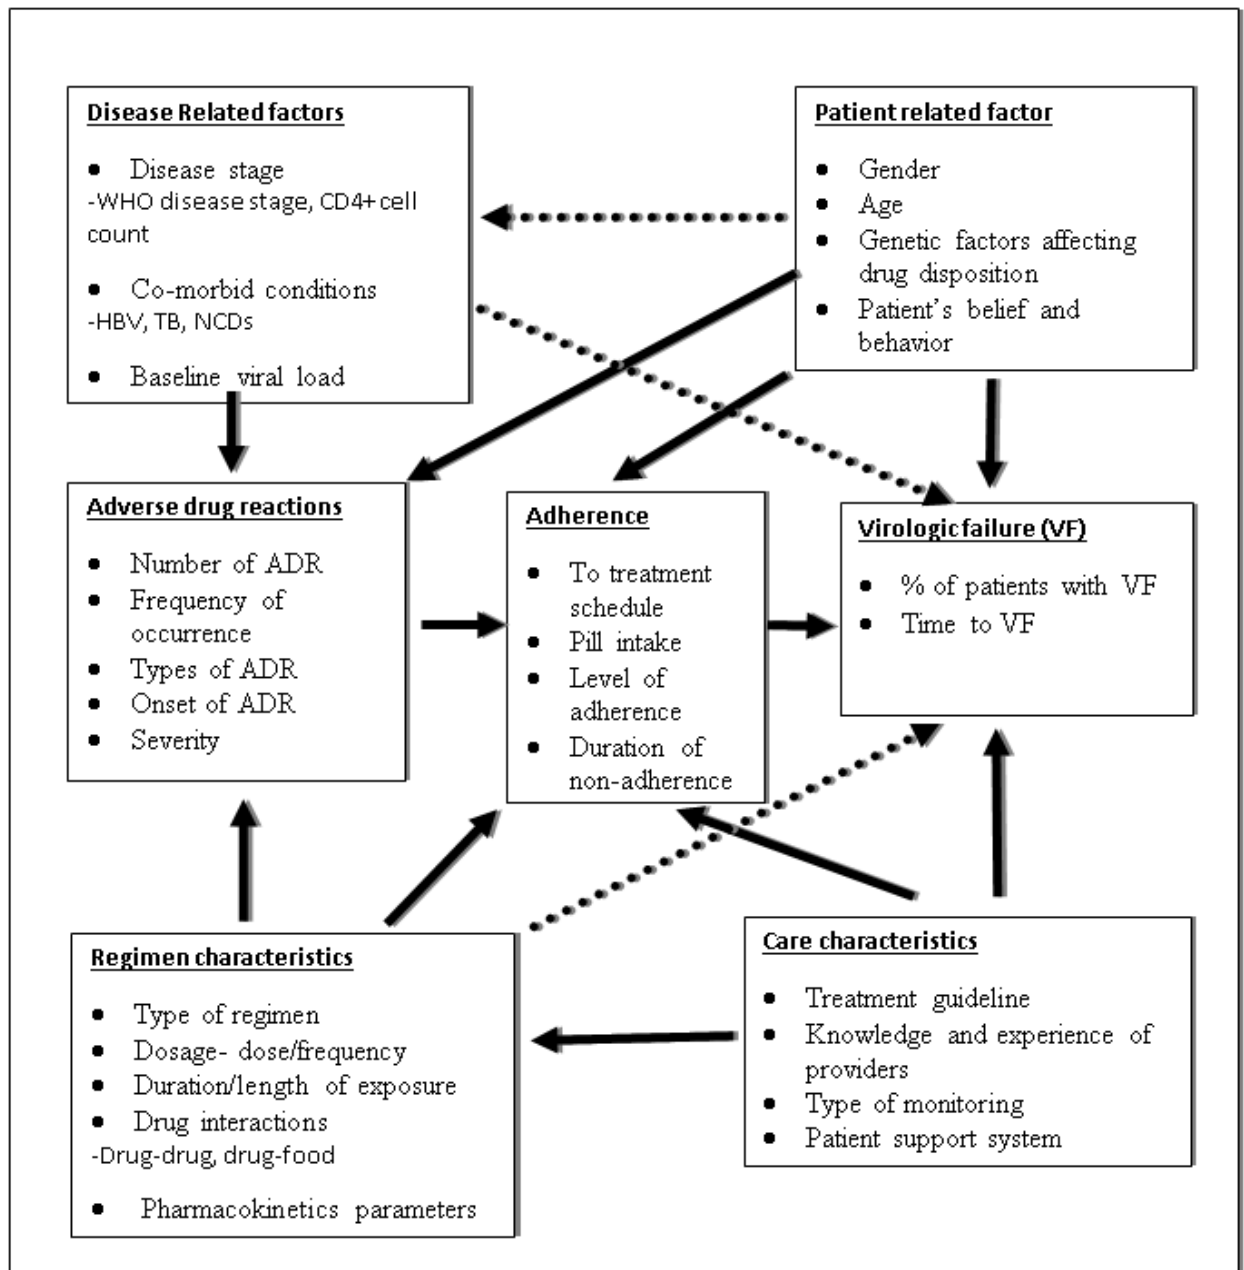 Disease Related factors
● Disease stage
-WHO disease stage, CD4+ cell
count
● Co-morbid conditions
-HBV, TB, NCDs
● Baseline viral load
Patient related factor
● Gender
● Age
● Genetic factors affecting
drug disposition
● Patient's belief and
behavior
Adverse drug reactions
● Number of ADR
● Frequency of
occurrence
● Types of ADR
● Onset of ADR
● Severity
Adherence
● To treatment
schedule
● Pill intake
● Level of
adherence
● Duration of
non-adherence
Virologic failure (VF)
● % of patients with VF
● Time to VF
Regimen characteristics
● Type of regimen
● Dosage- dose/frequency
● Duration/length of exposure
● Drug interactions
-Drug-drug, drug-food
● Pharmacokinetics parameters
Care characteristics
● Treatment guideline
● Knowledge and experience of
providers
● Type of monitoring
● Patient support system